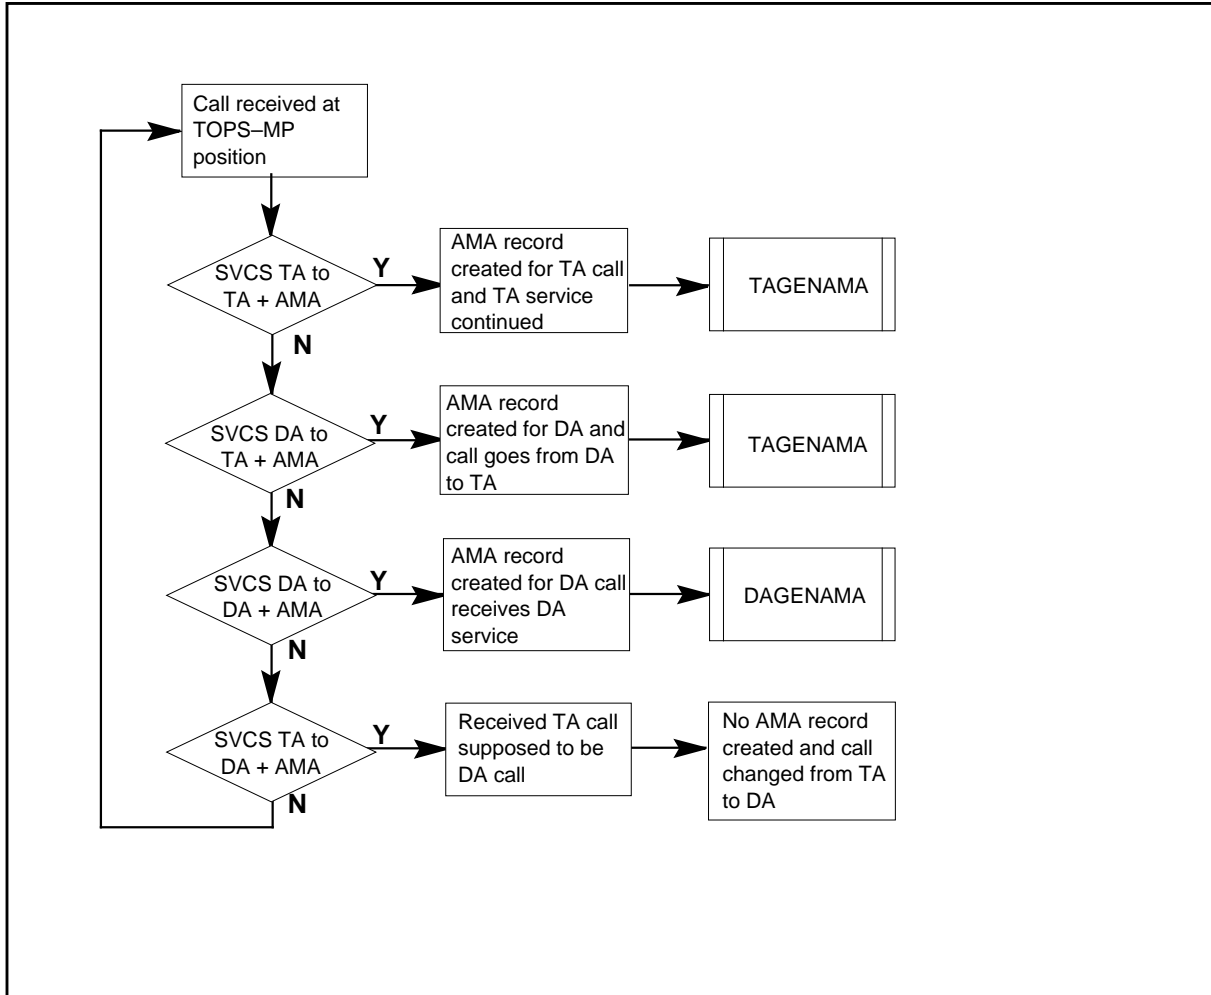 Call received at
TOPS–MP
position
SVCS TA to
TA + AMA
Y
N
AMA record
created for TA call
and TA service
continued
TAGENAMA
SVCS DA to
TA + AMA
Y
N
AMA record
created for DA and
call goes from DA
to TA
TAGENAMA
SVCS DA to
DA + AMA
Y
N
AMA record
created for DA call
receives DA
service
DAGENAMA
SVCS TA to
DA + AMA
Y
N
Received TA call
supposed to be
DA call
No AMA record
created and call
changed from TA
to DA